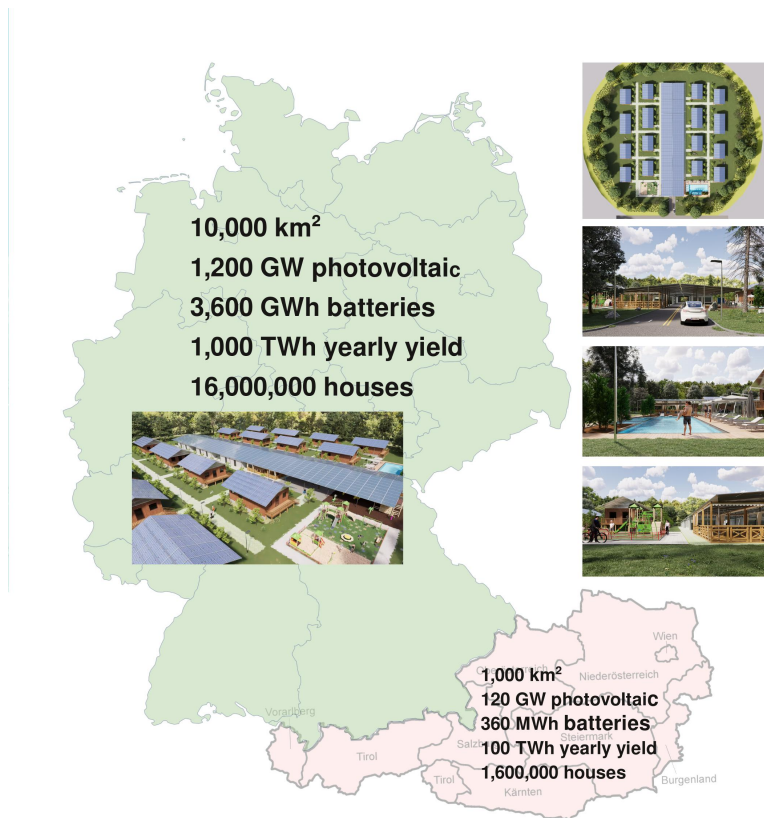 10,000 km²
1,200 GW photovoltaic
3,600 GWh batteries
1,000 TWh yearly yield
16,000,000 houses
Wien
Oberösterreich
Niederösterreich
1,000 km²
120 GW photovoltaic
Vorarlberg
360 MWh batteries
Steiermark
Salzb
100 TWh yearly yield
Tirol
1,600,000 houses
Tirol
Kärnten
Burgenland